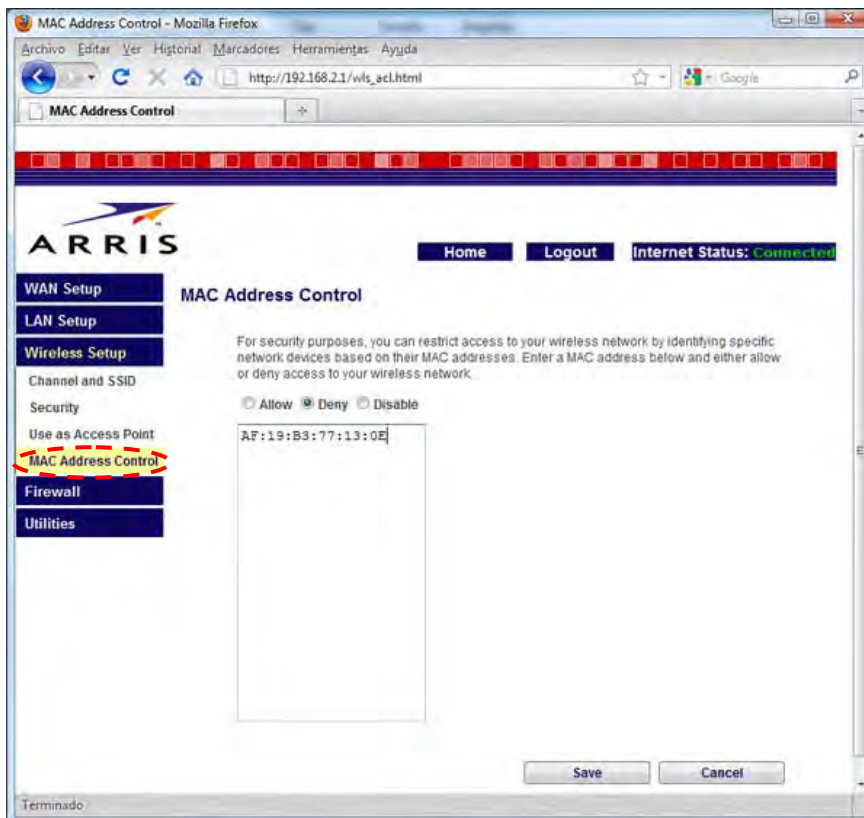 MAC Address Control - Mozilla Firefox
Archivo Editar Ver Historial Marcadores Herramientas Ayuda
http://192.168.2.1/wls_acl.html
Google
MAC Address Control
ARRIS
Home Logout Internet Status: Connected
WAN Setup
LAN Setup
Wireless Setup
Channel and SSID
Security
Use as Access Point
MAC Address Control
Firewall
Utilities
MAC Address Control
For security purposes, you can restrict access to your wireless network by identifying specific
network devices based on their MAC addresses. Enter a MAC address below and either allow
or deny access to your wireless network.
Allow Deny Disable
AF:19:B3:77:13:0E
Save Cancel
Terminado